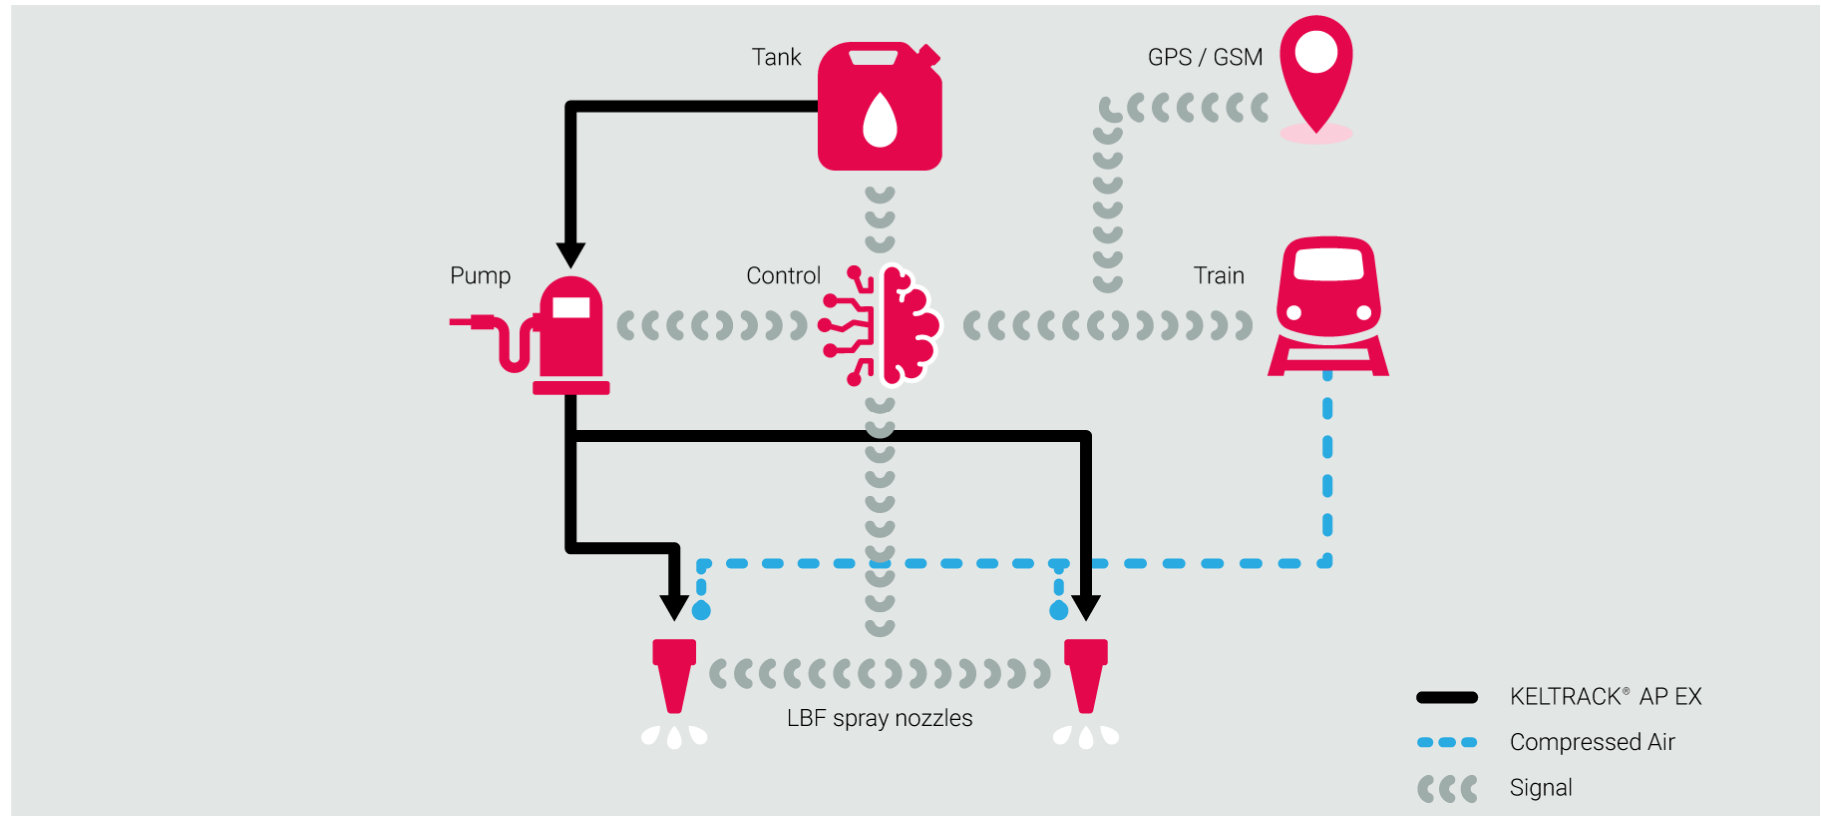 Tank
GPS / GSM
Pump
Control
Train
LBF spray nozzles
KELTRACK® AP EX
Compressed Air
Signal